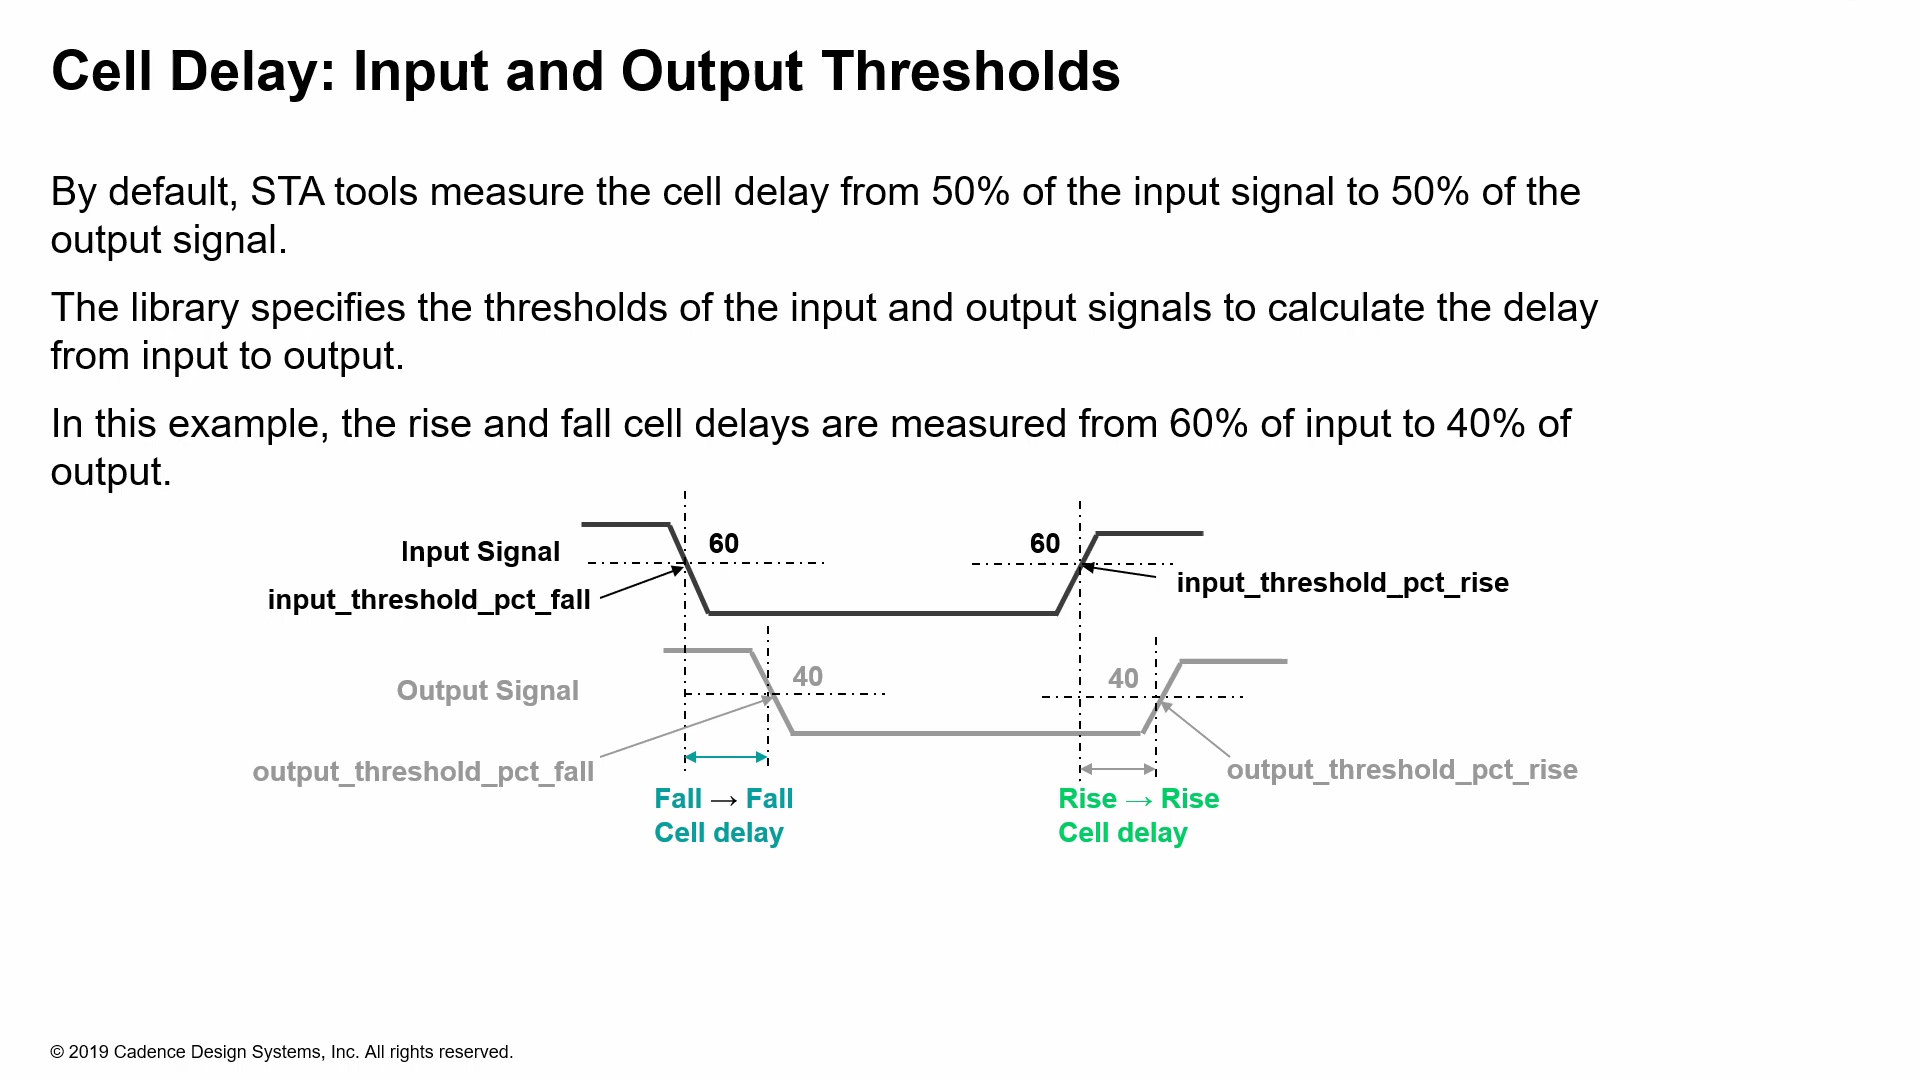 Cell Delay: Input and Output Thresholds
By default, STA tools measure the cell delay from 50% of the input signal to 50% of the
output signal.
The library specifies the thresholds of the input and output signals to calculate the delay
from input to output.
In this example, the rise and fall cell delays are measured from 60% of input to 40% of
output.
Input Signal
60
60
input_threshold_pct_fall
input_threshold_pct_rise
Output Signal
40
40
output_threshold_pct_fall
output_threshold_pct_rise
Fall → Fall
Cell delay
Rise → Rise
Cell delay
© 2019 Cadence Design Systems, Inc. All rights reserved.